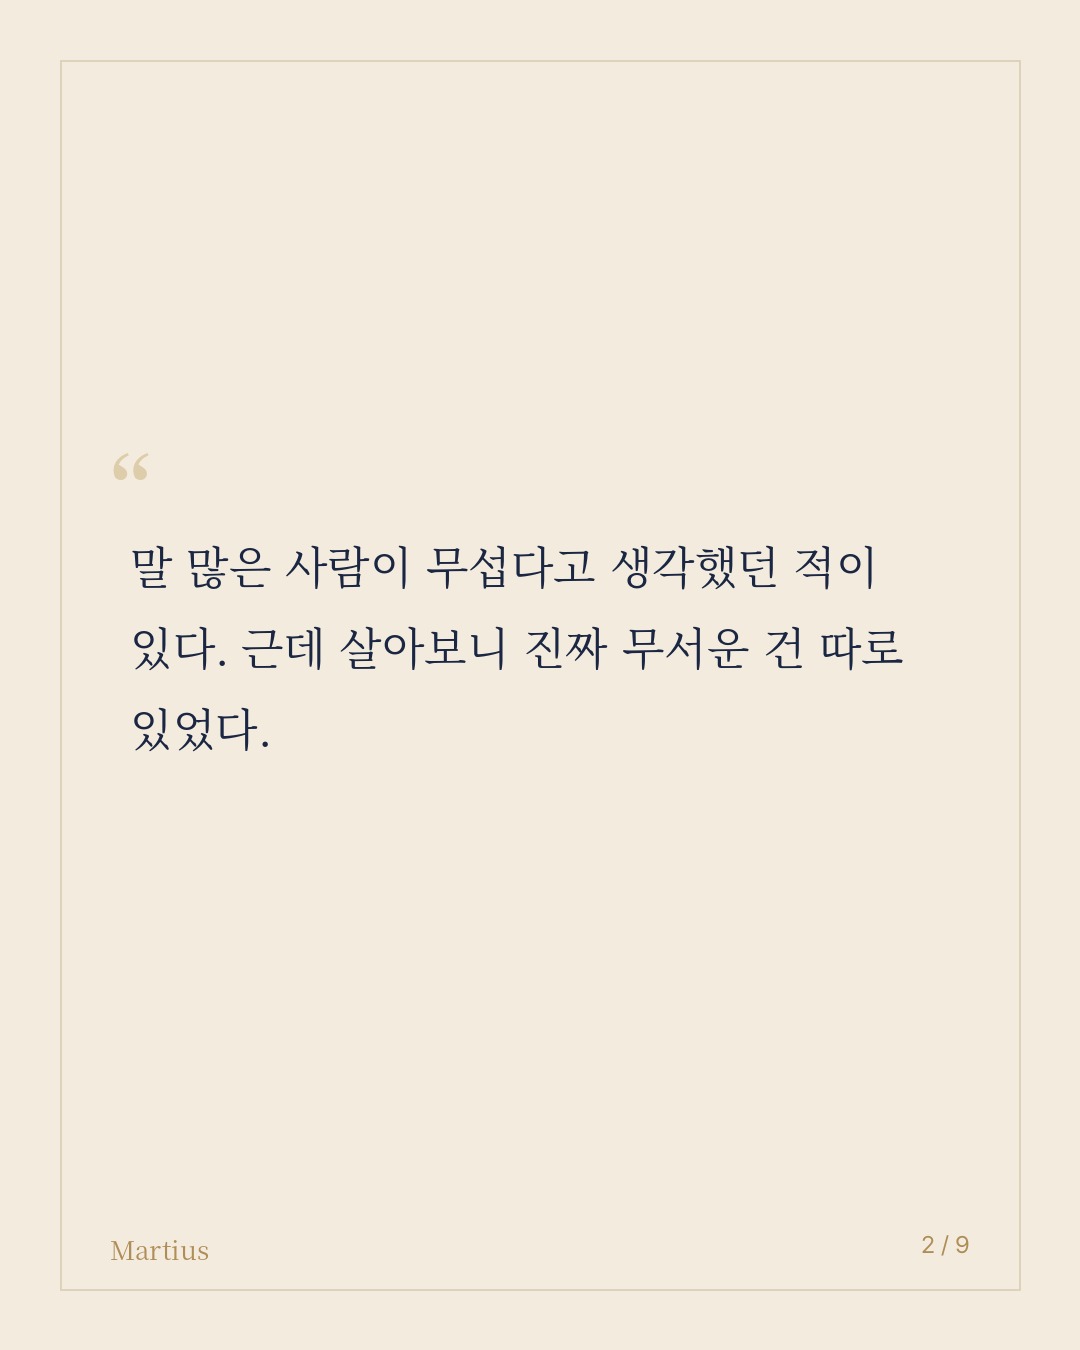 “
말 많은 사람이 무섭다고 생각했던 적이
있다. 근데 살아보니 진짜 무서운 건 따로
있었다.
Martius
2 / 9